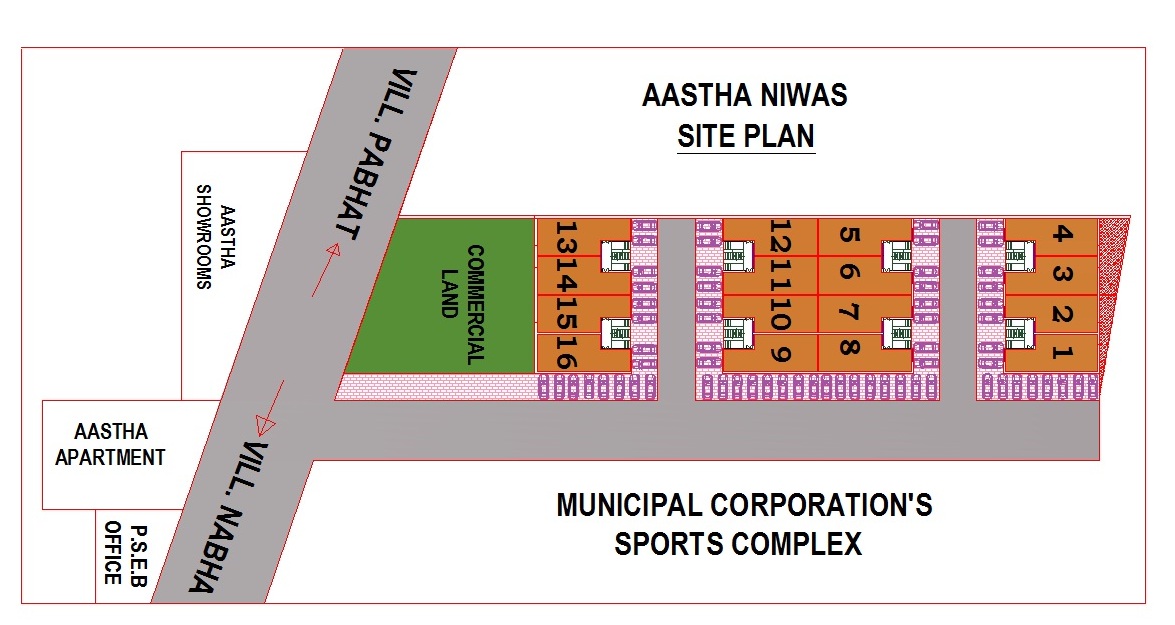 AASTHA NIWAS
SITE PLAN
VILL. PABHAT
AASTHA
SHOWROOMS
COMMERCIAL
LAND
13
14
15
16
12
11
10
9
5
6
7
8
4
3
2
1
AASTHA
APARTMENT
VILL. NABHA
P.S.E.B
OFFICE
MUNICIPAL CORPORATION'S
SPORTS COMPLEX